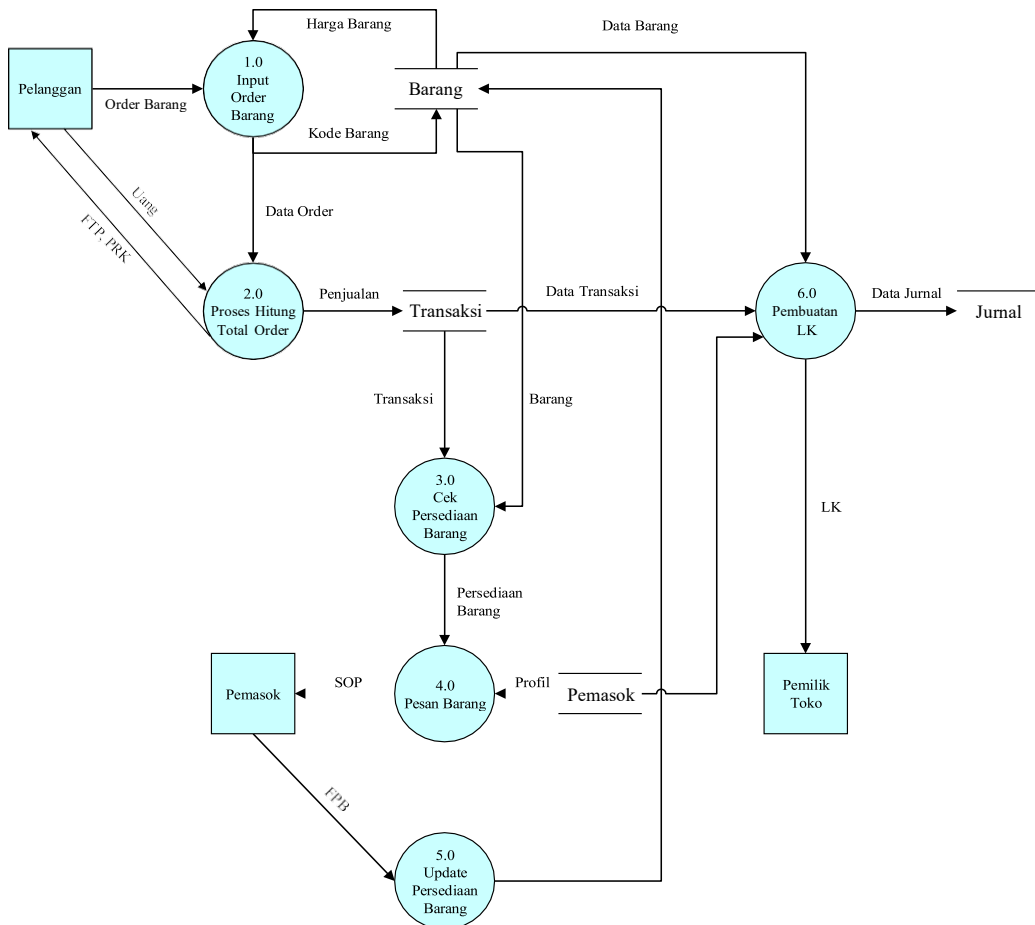 Harga Barang
Data Barang
1.0
Input
Order
Barang
Pelanggan
Barang
Order Barang
Kode Barang
Uang
FTP, PRK
Data Order
2.0
Proses Hitung
Total Order
Penjualan
Transaksi
Data Transaksi
6.0
Pembuatan
LK
Data Jurnal
Jurnal
Transaksi
Barang
3.0
Cek
Persediaan
Barang
LK
Persediaan
Barang
Pemasok
SOP
4.0
Pesan Barang
Profil
Pemasok
Pemilik
Toko
FPB
5.0
Update
Persediaan
Barang